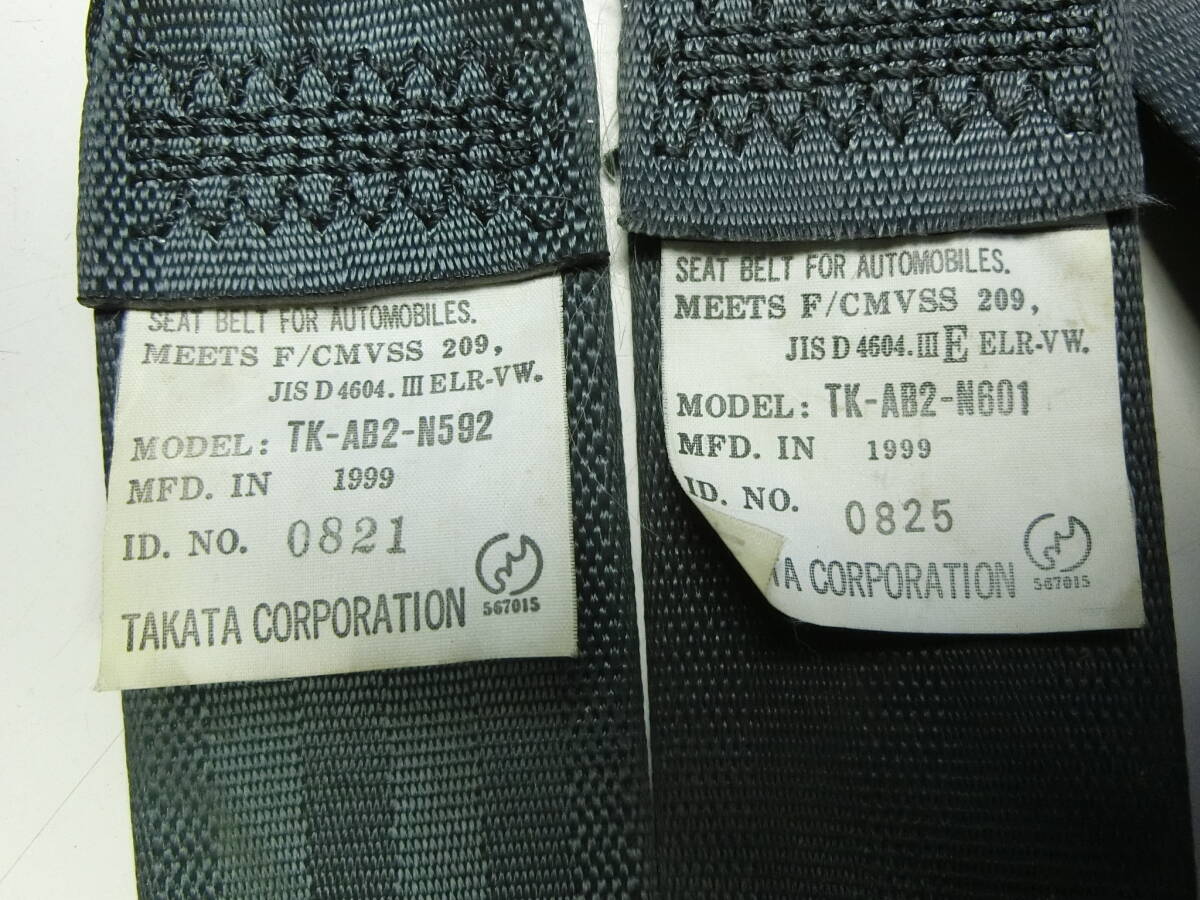 SEAT BELT FOR AUTOMOBILES.
MEETS F/CMVSS 209,
JIS D 4604. III ELR-VW.
MODEL: TK-AB2-N592
MFD. IN 1999
ID. NO. 0821
567015
TAKATA CORPORATION
SEAT BELT FOR AUTOMOBILES.
MEETS F/CMVSS 209,
JIS D 4604. III E ELR-VW.
MODEL: TK-AB2-N601
MFD. IN 1999
ID. NO. 0825
567015
TA CORPORATION